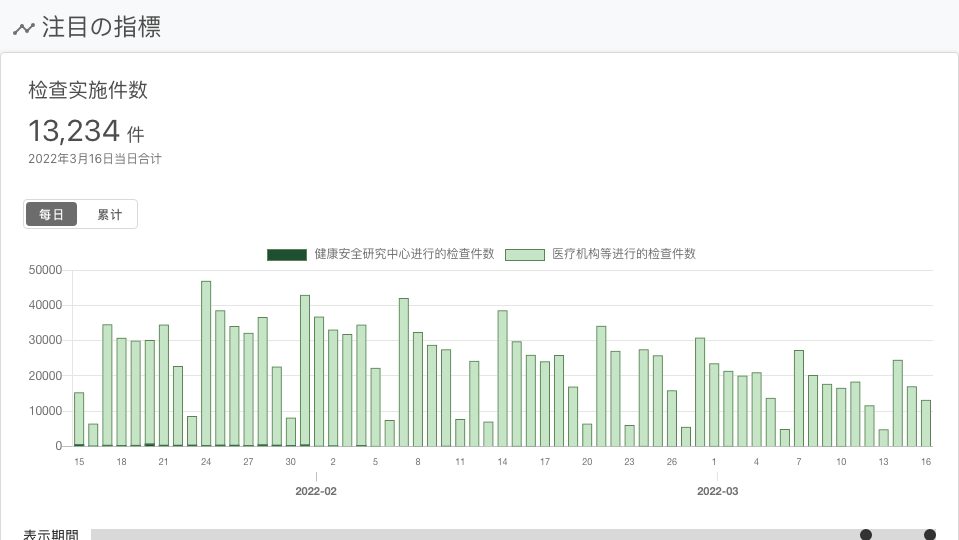 注目の指標
检查实施件数
13,234 件
2022年3月16日当日合计
每日 累计
健康安全研究中心进行的检查件数 医疗机构等进行的检查件数
50000
40000
30000
20000
10000
0
15 18 21 24 27 30 2 5 8 11 14 17 20 23 26 1 4 7 10 13 16
2022-02 2022-03
表示期間